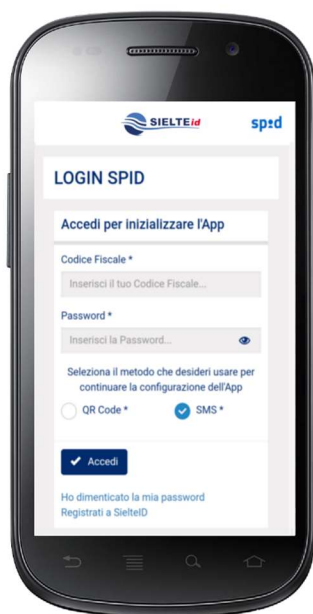 SIELTEid
spid
LOGIN SPID
Accedi per inizializzare l'App
Codice Fiscale *
Inserisci il tuo Codice Fiscale...
Password *
Inserisci la Password...
Seleziona il metodo che desideri usare per
continuare la configurazione dell'App
QR Code *
SMS *
Accedi
Ho dimenticato la mia password
Registrati a SielteID